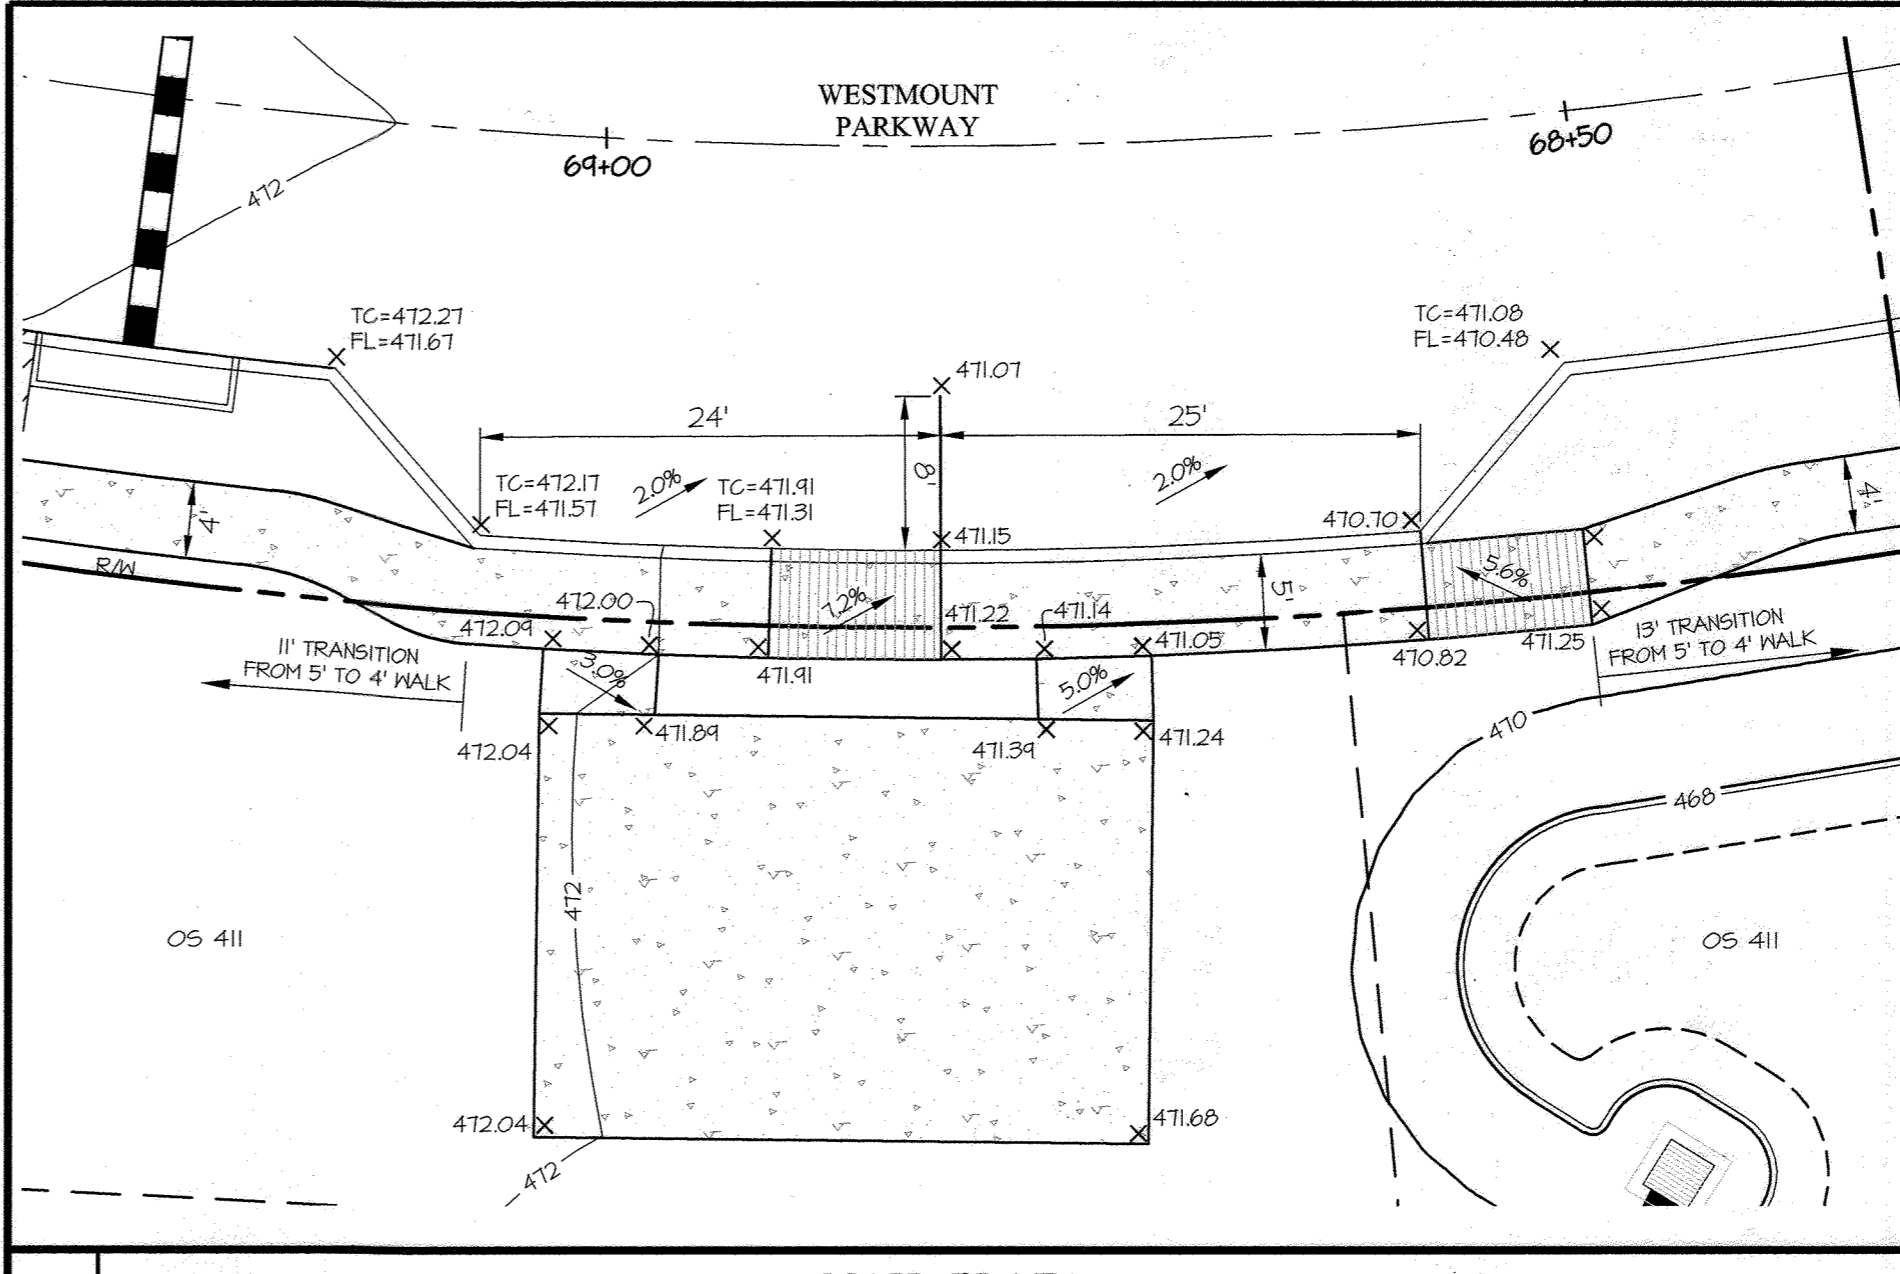 WESTMOUNT
PARKWAY
69+00
68+50
472
TC=472.27
FL=471.67
TC=471.08
FL=470.48
471.07
24'
25'
8'
TC=472.17
FL=471.57
2.0%
TC=471.91
FL=471.31
2.0%
470.70
471.15
4'
4'
R/W
5'
5.6%
7.2%
472.00
472.09
471.22
471.14
471.05
11' TRANSITION
FROM 5' TO 4' WALK
3.0%
471.91
5.0%
470.82
471.25
13' TRANSITION
FROM 5' TO 4' WALK
472.04
471.89
471.39
471.24
470
468
472
OS 411
OS 411
472.04
471.68
472